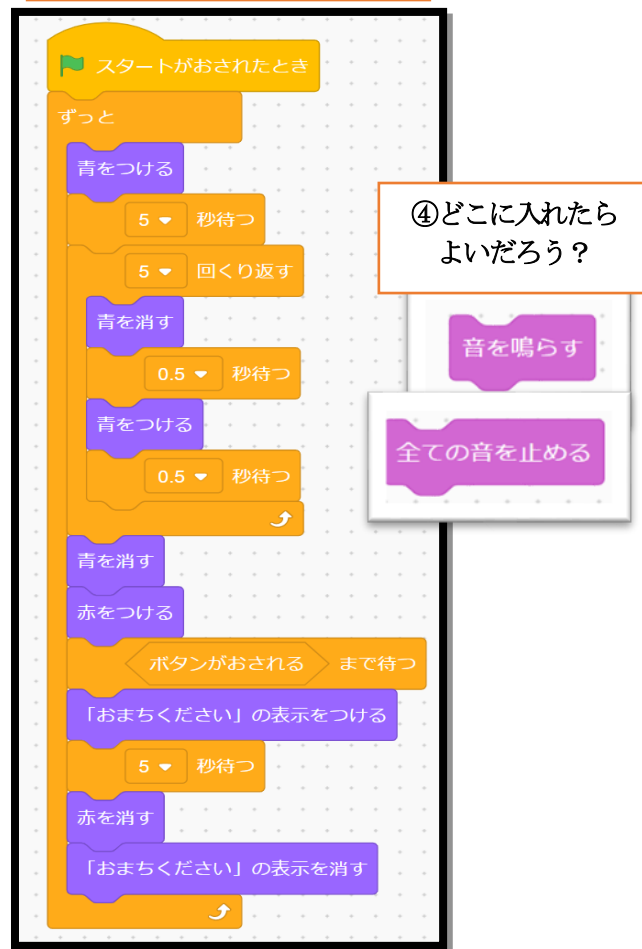 スタートがおされたとき
ずっと
青をつける
5 秒待つ
5 回くり返す
青を消す
0.5 秒待つ
青をつける
0.5 秒待つ
青を消す
赤をつける
ボタンがおされる まで待つ
「おまちください」の表示をつける
5 秒待つ
赤を消す
「おまちください」の表示を消す
④どこに入れたら
よいだろう？
音を鳴らす
全ての音を止める